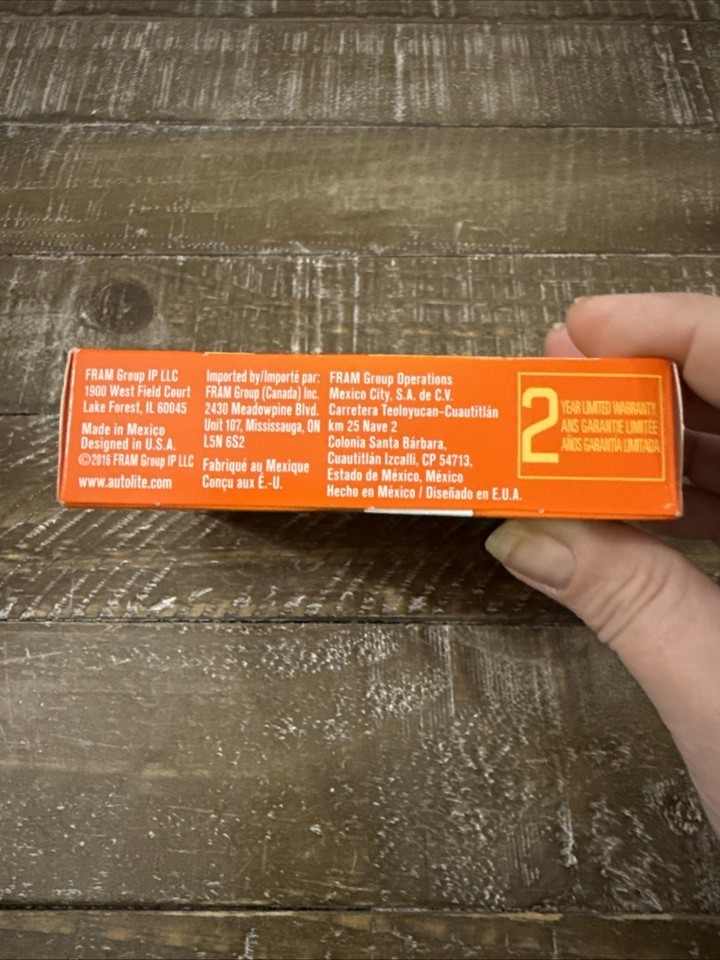 FRAM Group IP LLC
1900 West Field Court
Lake Forest, IL 60045
Made in Mexico
Designed in U.S.A.
©2016 FRAM Group IP LLC
www.autolite.com
Imported by/Importé par:
FRAM Group (Canada) Inc.
2430 Meadowpine Blvd.
Unit 107, Mississauga, ON
L5N 6S2
Fabriqué au Mexique
Conçu aux É.-U.
FRAM Group Operations
Mexico City, S.A. de C.V.
Carretera Teoloyucan-Cuautitlán
km 25 Nave 2
Colonia Santa Bárbara,
Cuautitlán Izcalli, CP 54713,
Estado de México, México
Hecho en México / Diseñado en E.U.A.
2
YEAR LIMITED WARRANTY
ANS GARANTIE LIMITÉE
AÑOS GARANTÍA LIMITADA